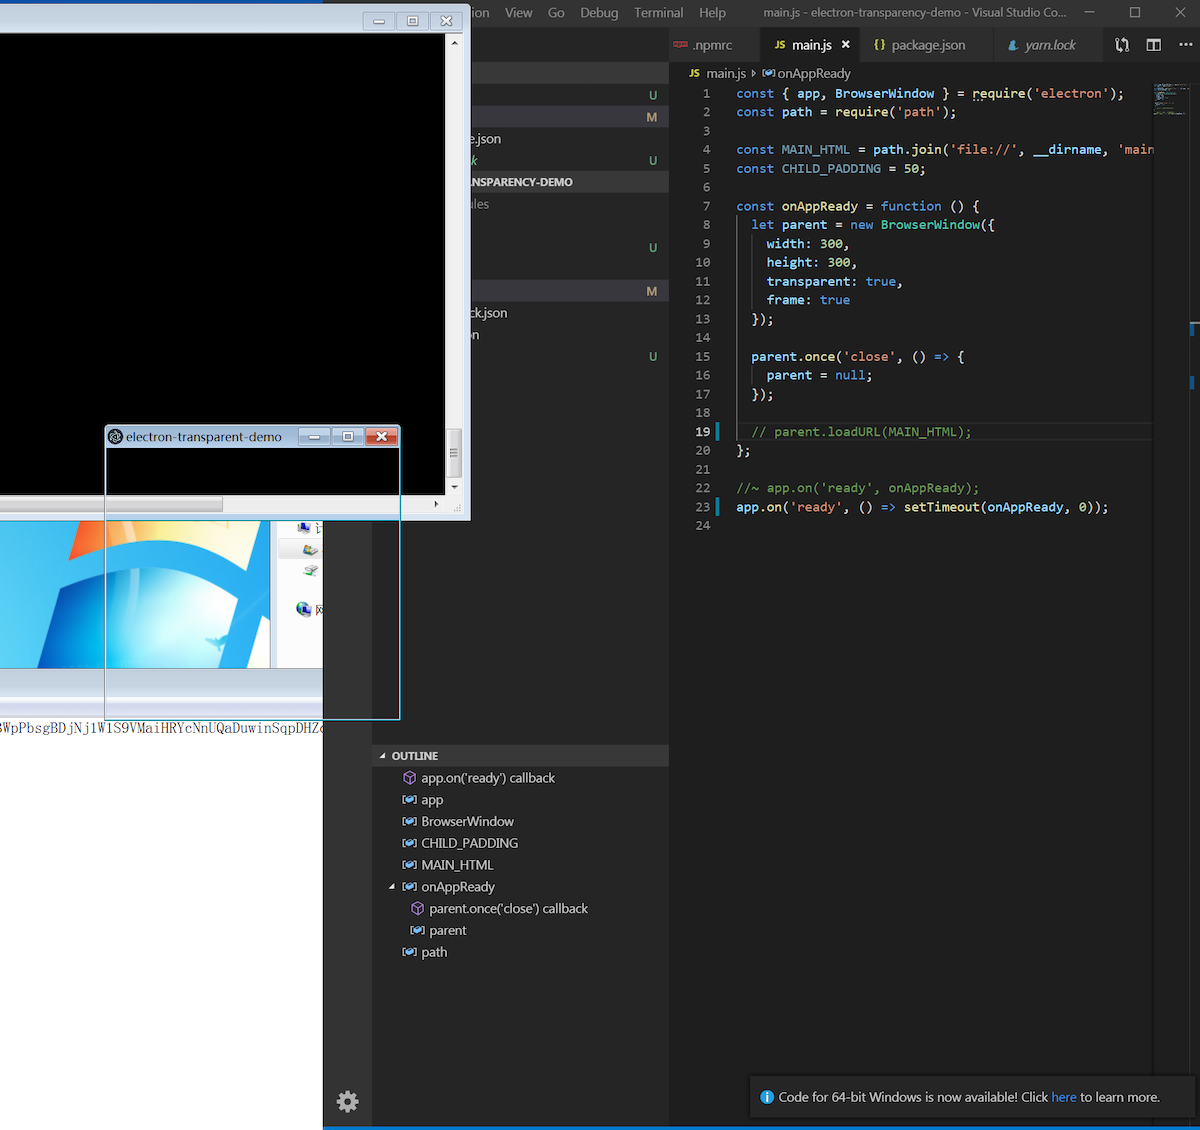 ion View Go Debug Terminal Help main.js - electron-transparency-demo - Visual Studio Co...
.npmrc JS main.js × {} package.json yarn.lock
JS main.js › onAppReady
U
M
e.json
k U
NSPARENCY-DEMO
ules
U
M
ck.json
n
U
1 const { app, BrowserWindow } = require('electron');
2 const path = require('path');
3
4 const MAIN_HTML = path.join('file://', __dirname, 'main
5 const CHILD_PADDING = 50;
6
7 const onAppReady = function () {
8 let parent = new BrowserWindow({
9 width: 300,
10 height: 300,
11 transparent: true,
12 frame: true
13 });
14
15 parent.once('close', () => {
16 parent = null;
17 });
18
19 // parent.loadURL(MAIN_HTML);
20 };
21
22 //~ app.on('ready', onAppReady);
23 app.on('ready', () => setTimeout(onAppReady, 0));
24
electron-transparent-demo
BWpPbsgBDjNj1W1S9VMaiHRYcNnUQaDuwinSqpDHZ
OUTLINE
app.on('ready') callback
app
BrowserWindow
CHILD_PADDING
MAIN_HTML
onAppReady
parent.once('close') callback
parent
path
Code for 64-bit Windows is now available! Click here to learn more.